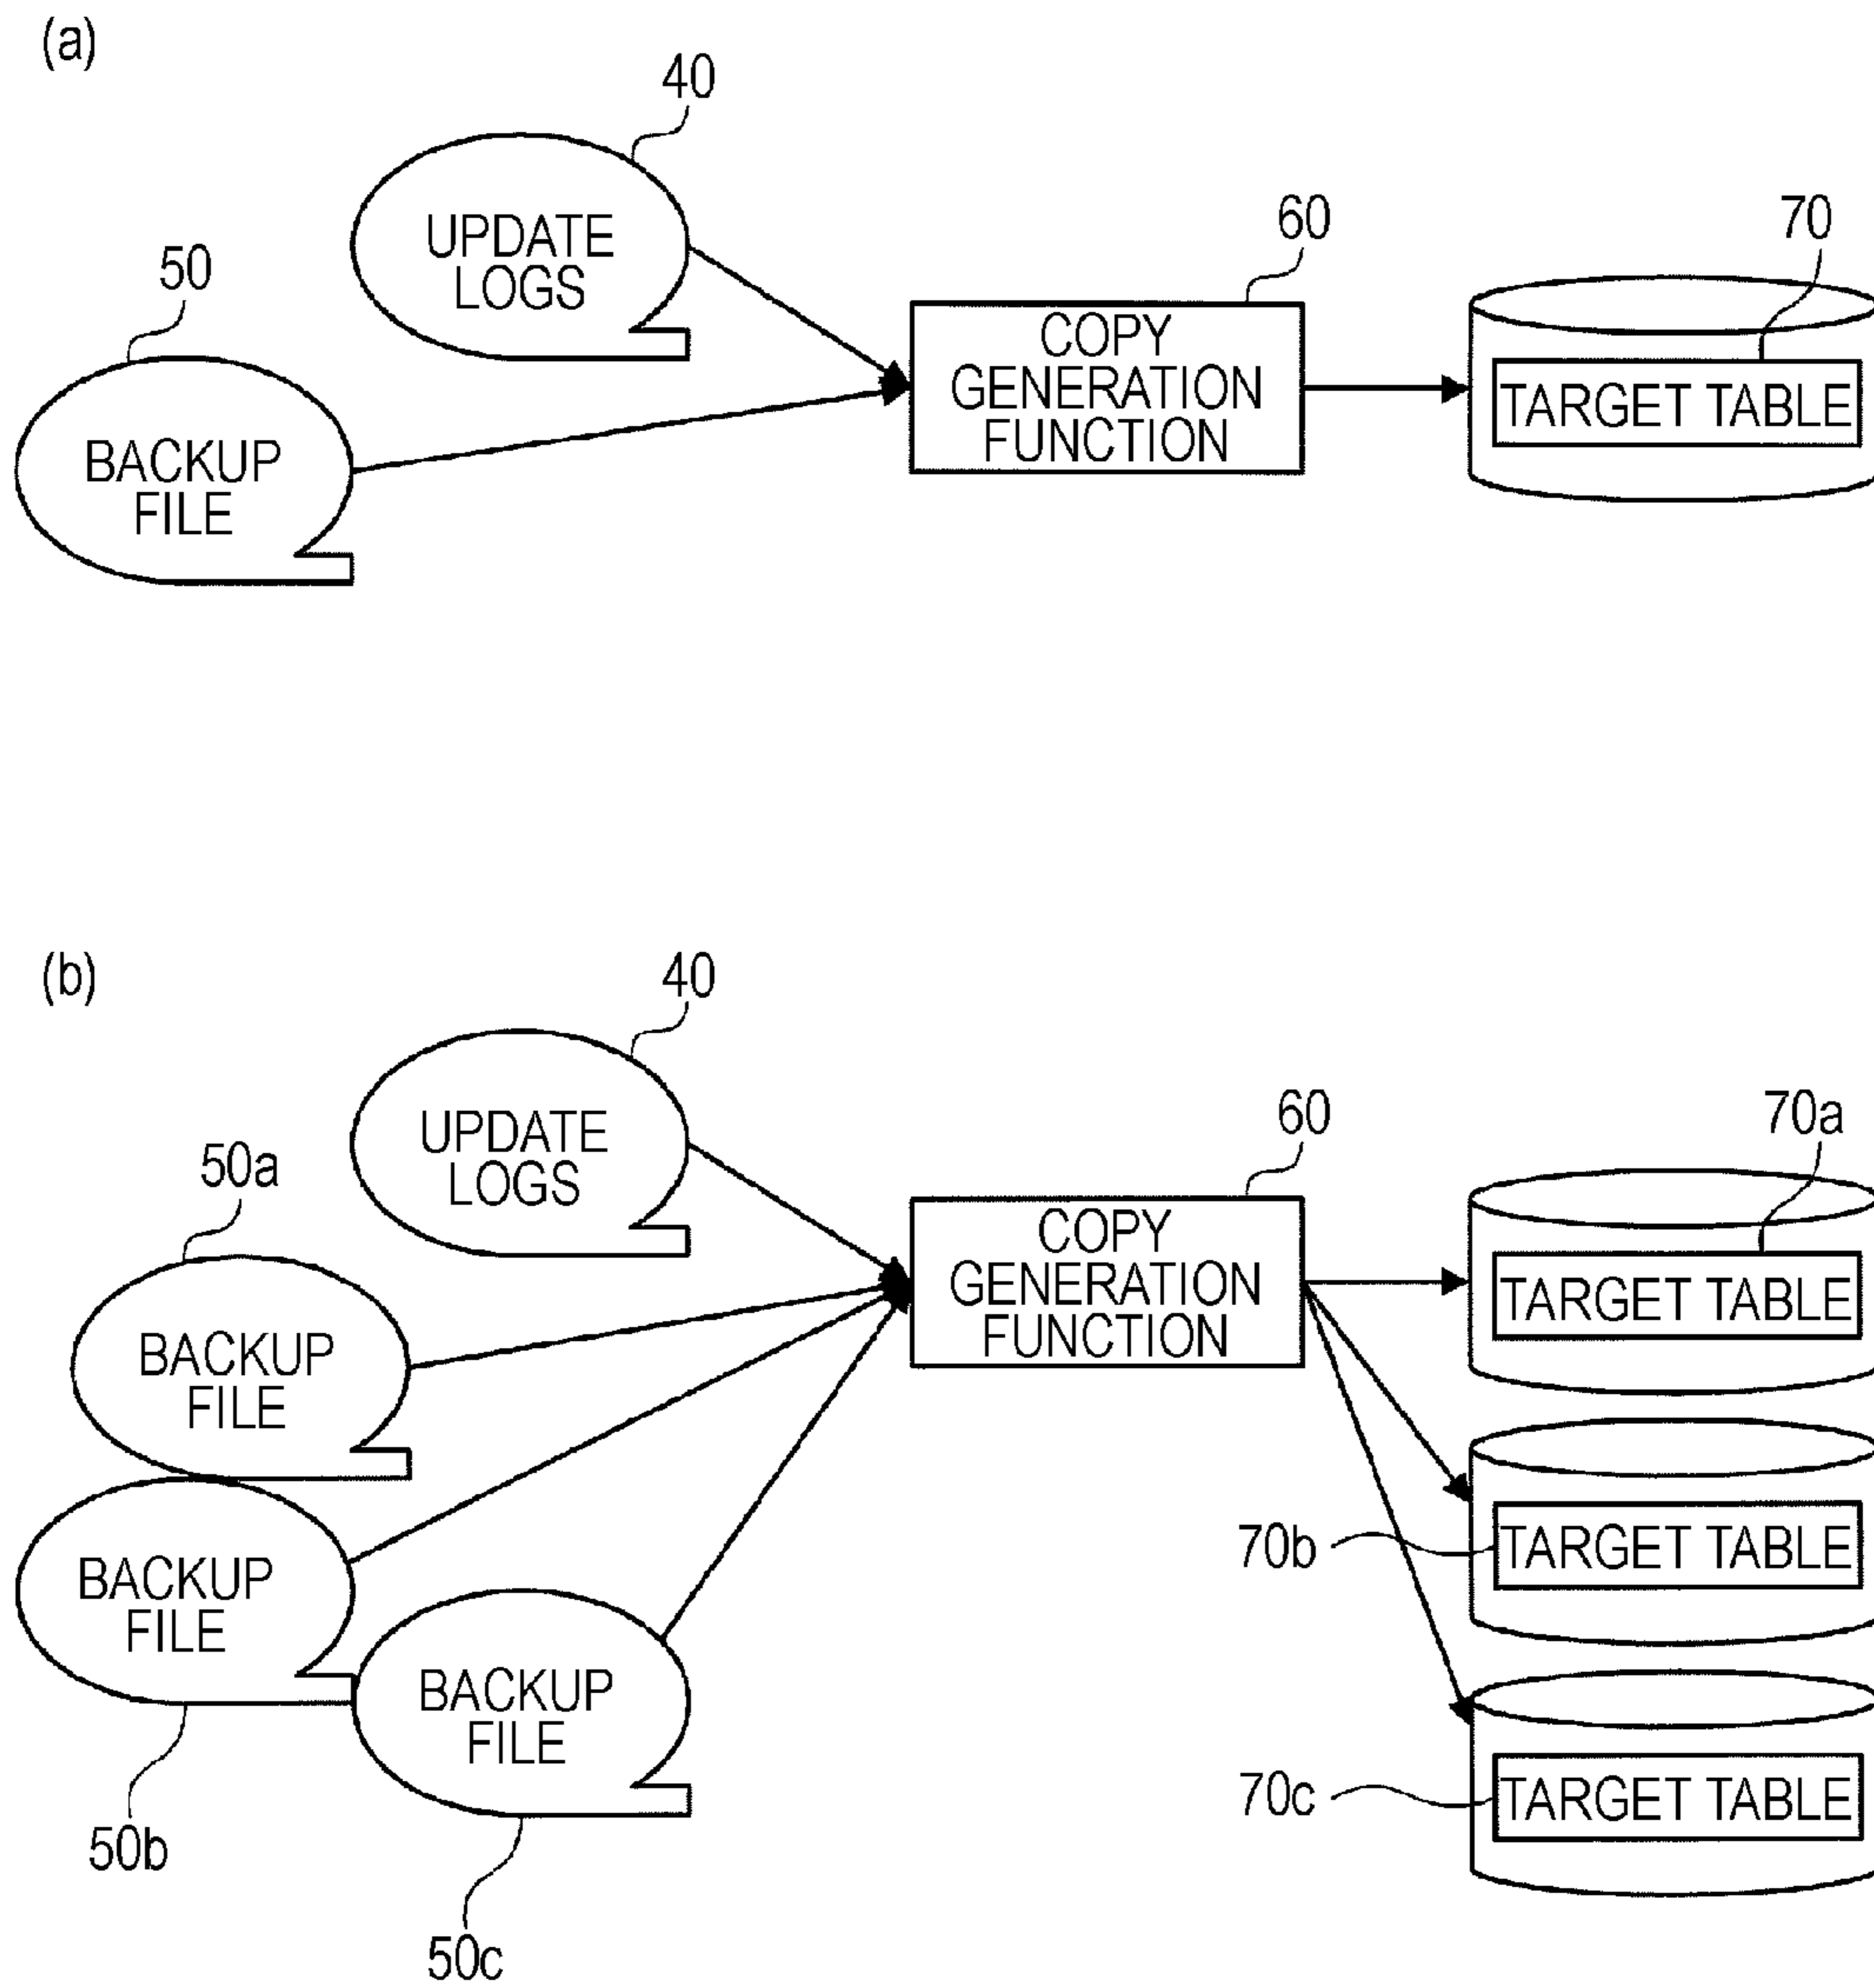 (a)
40
UPDATE
LOGS
50
BACKUP
FILE
60
COPY
GENERATION
FUNCTION
70
TARGET TABLE
(b)
40
UPDATE
LOGS
50a
BACKUP
FILE
BACKUP
FILE
50b
BACKUP
FILE
50c
60
COPY
GENERATION
FUNCTION
70a
TARGET TABLE
70b
TARGET TABLE
70c
TARGET TABLE